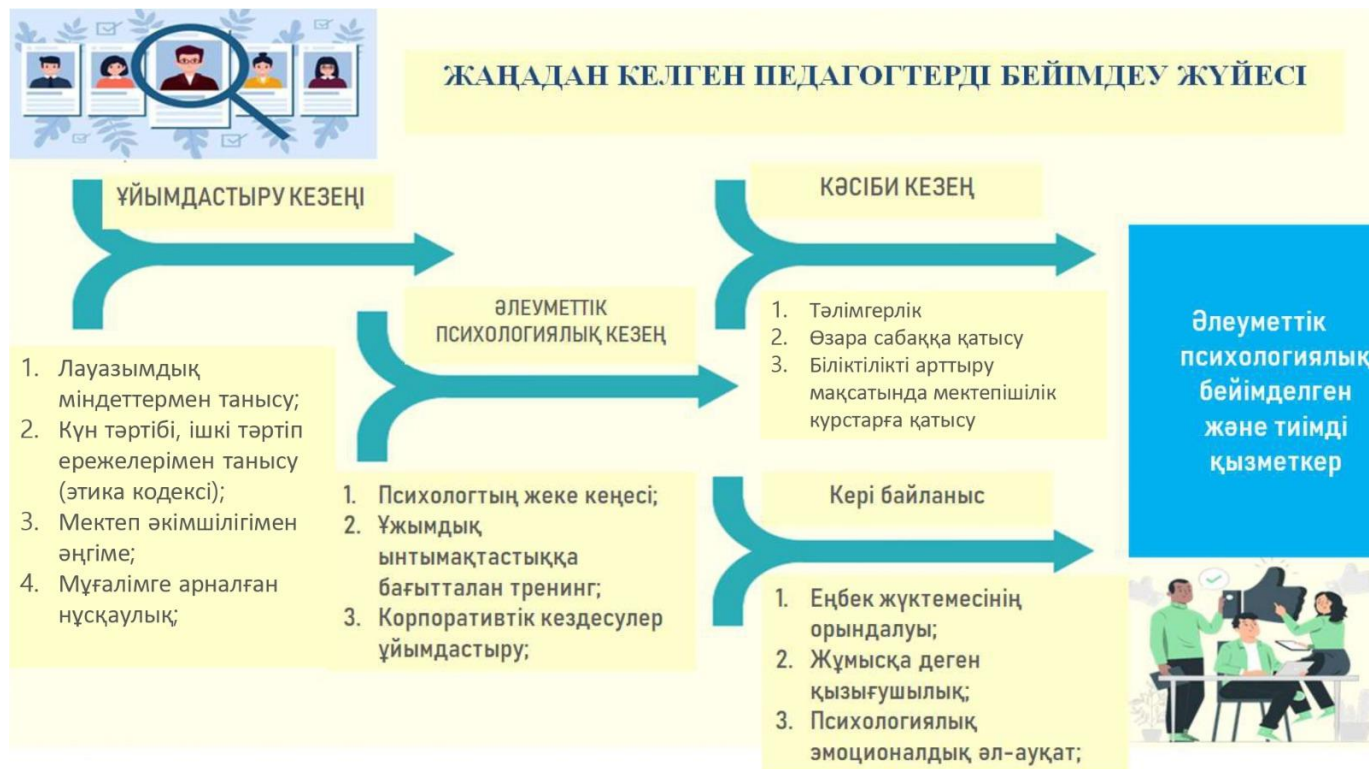 ЖАҢАДАН КЕЛГЕН ПЕДАГОГТЕРДІ БЕЙІМДЕУ ЖҮЙЕСІ
ҰЙЫМДАСТЫРУ КЕЗЕҢІ
1. Лауазымдық
міндеттермен танысу;
2. Күн тәртібі, ішкі тәртіп
ережелерімен танысу
(этика кодексі);
3. Мектеп әкімшілігімен
әңгіме;
4. Мұғалімге арналған
нұсқаулық;
ӘЛЕУМЕТТІК
ПСИХОЛОГИЯЛЫҚ КЕЗЕҢ
1. Психологтың жеке кеңесі;
2. Ұжымдық
ынтымақтастыққа
бағытталан тренинг;
3. Корпоративтік кездесулер
ұйымдастыру;
КӘСІБИ КЕЗЕҢ
1. Тәлімгерлік
2. Өзара сабаққа қатысу
3. Біліктілікті арттыру
мақсатында мектепішілік
курстарға қатысу
Кері байланыс
1. Еңбек жүктемесінің
орындалуы;
2. Жұмысқа деген
қызығушылық;
3. Психологиялық
эмоционалдық әл-ауқат;
Әлеуметтік
психологиялық
бейімделген
және тиімді
қызметкер